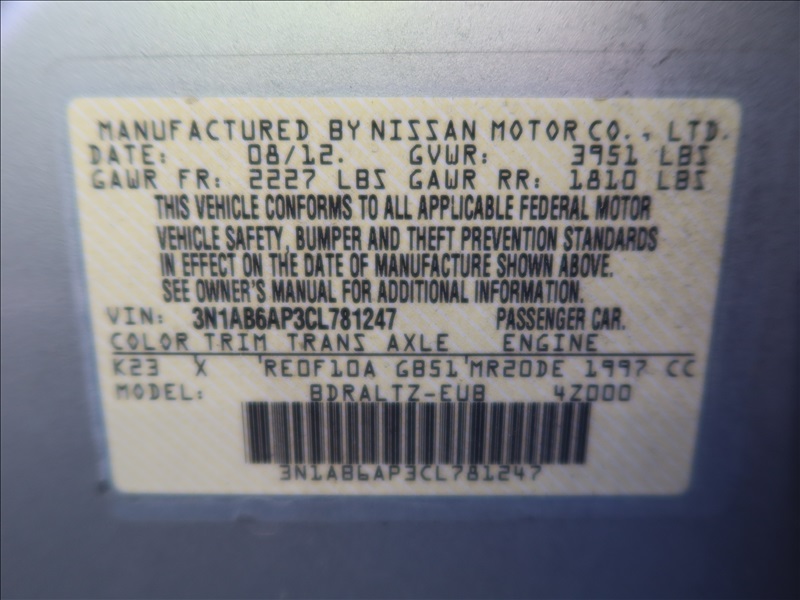 MANUFACTURED BY NISSAN MOTOR CO., LTD.
DATE: 08/12. GVWR: 3951 LBS
GAWR FR: 2227 LBS GAWR RR: 1810 LBS
THIS VEHICLE CONFORMS TO ALL APPLICABLE FEDERAL MOTOR
VEHICLE SAFETY, BUMPER AND THEFT PREVENTION STANDARDS
IN EFFECT ON THE DATE OF MANUFACTURE SHOWN ABOVE.
SEE OWNER'S MANUAL FOR ADDITIONAL INFORMATION.
VIN: 3N1AB6AP3CL781247 PASSENGER CAR.
COLOR TRIM TRANS AXLE ENGINE
K23 X 'RE0F10A GB51'MR20DE 1997 CC
MODEL: BDRALTZ-EUB 4Z000
3N1AB6AP3CL781247